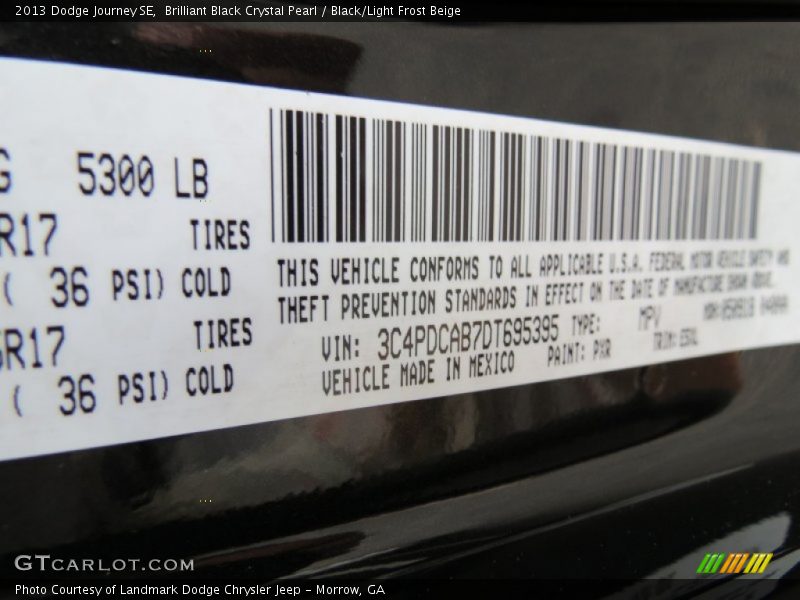 2013 Dodge Journey SE, Brilliant Black Crystal Pearl / Black/Light Frost Beige
G 5300 LB
R17 TIRES
( 36 PSI) COLD
R17 TIRES
( 36 PSI) COLD
THIS VEHICLE CONFORMS TO ALL APPLICABLE U.S.A. FEDERAL MOTOR VEHICLE SAFETY AND
THEFT PREVENTION STANDARDS IN EFFECT ON THE DATE OF MANUFACTURE SHOWN ABOVE.
VIN: 3C4PDCAB7DT695395 TYPE: MPV
VEHICLE MADE IN MEXICO PAINT: PXR TRIM:
GTCARLOT.COM
Photo Courtesy of Landmark Dodge Chrysler Jeep - Morrow, GA